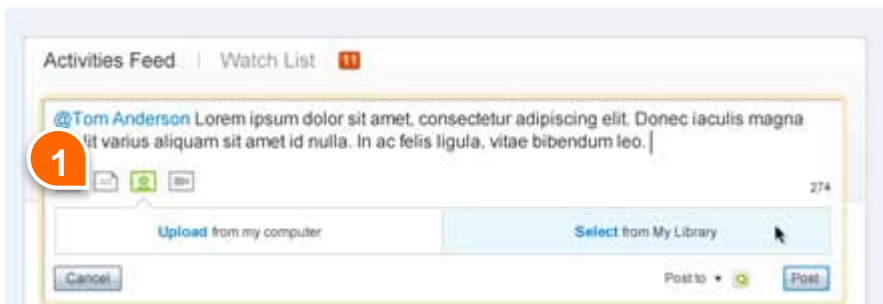 Activities Feed | Watch List 11
@Tom Anderson Lorem ipsum dolor sit amet, consectetur adipiscing elit. Donec iaculis magna
lit varius aliquam sit amet id nulla. In ac felis ligula, vitae bibendum leo.
1
274
Upload from my computer Select from My Library
Cancel Post to Post